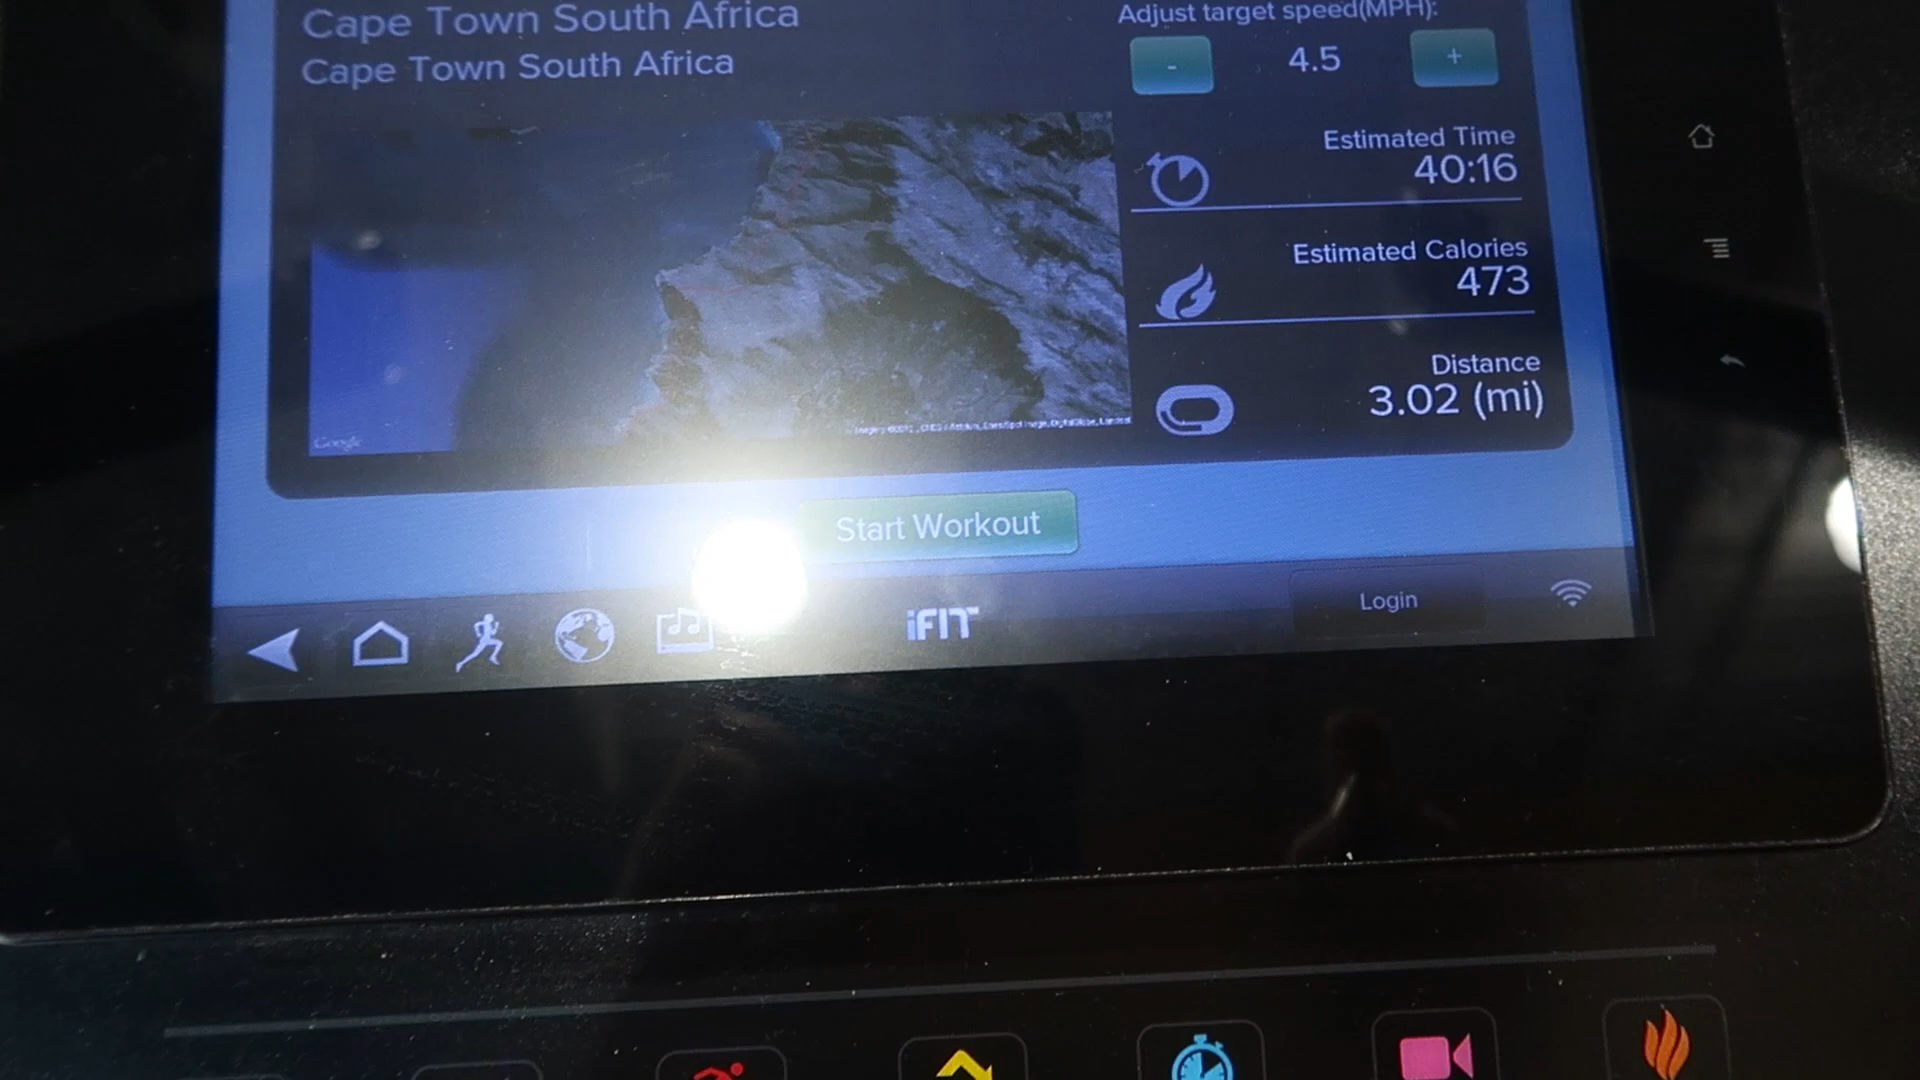 Cape Town South Africa
Cape Town South Africa
Adjust target speed(MPH):
- 4.5 +
Estimated Time
40:16
Estimated Calories
473
Distance
3.02 (mi)
Google
Start Workout
iFIT
Login